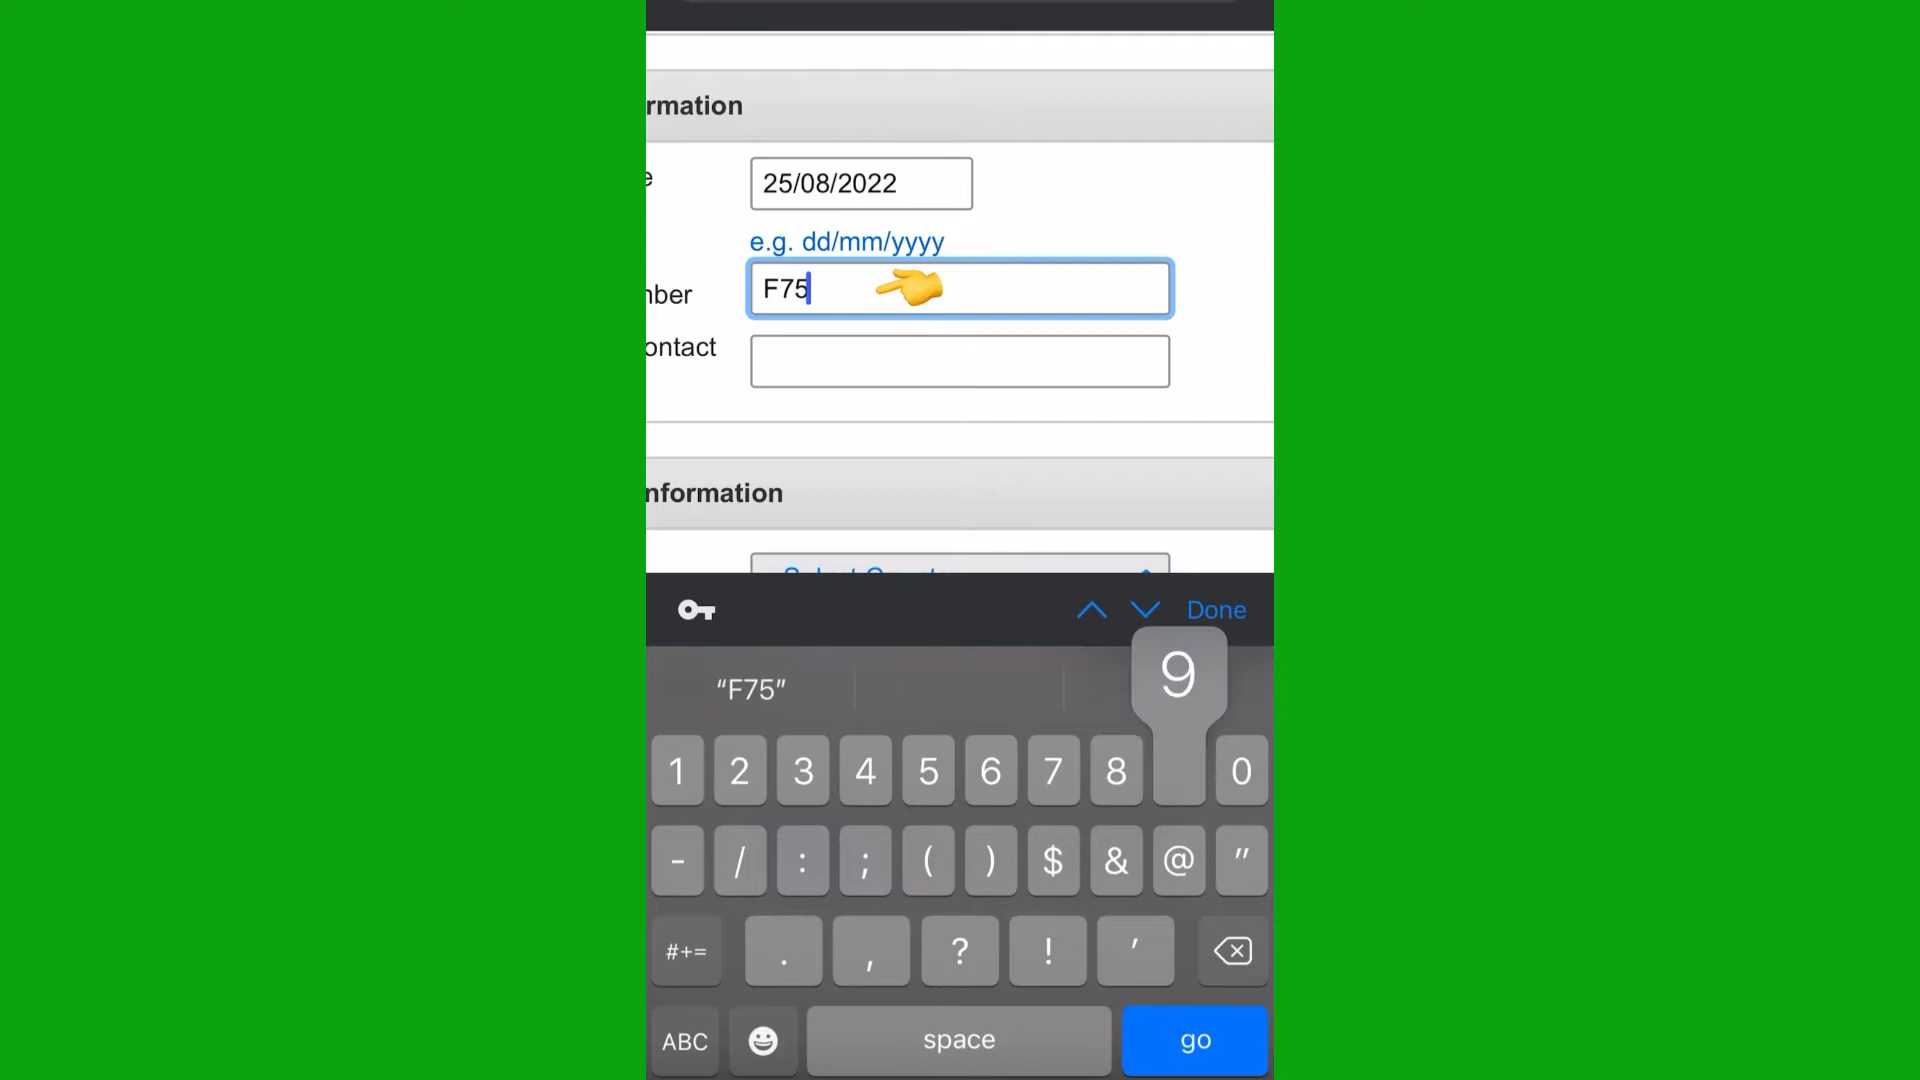 rmation
e
25/08/2022
e.g. dd/mm/yyyy
nber
F75
ontact
nformation
Done
"F75"
9
1 2 3 4 5 6 7 8 0
- / : ; ( ) $ & @ "
#+= . , ? ! '
ABC space go